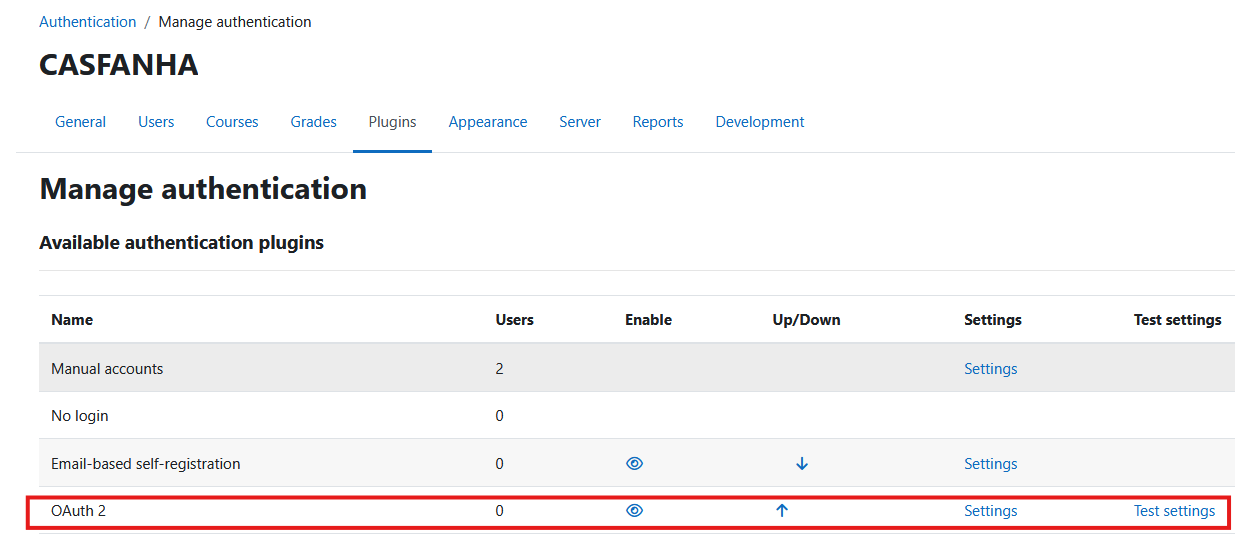 Authentication / Manage authentication
CASFANHA
General Users Courses Grades Plugins Appearance Server Reports Development
Manage authentication
Available authentication plugins
Name Users Enable Up/Down Settings Test settings
Manual accounts 2 Settings
No login 0
Email-based self-registration 0 Settings
OAuth 2 0 Settings Test settings